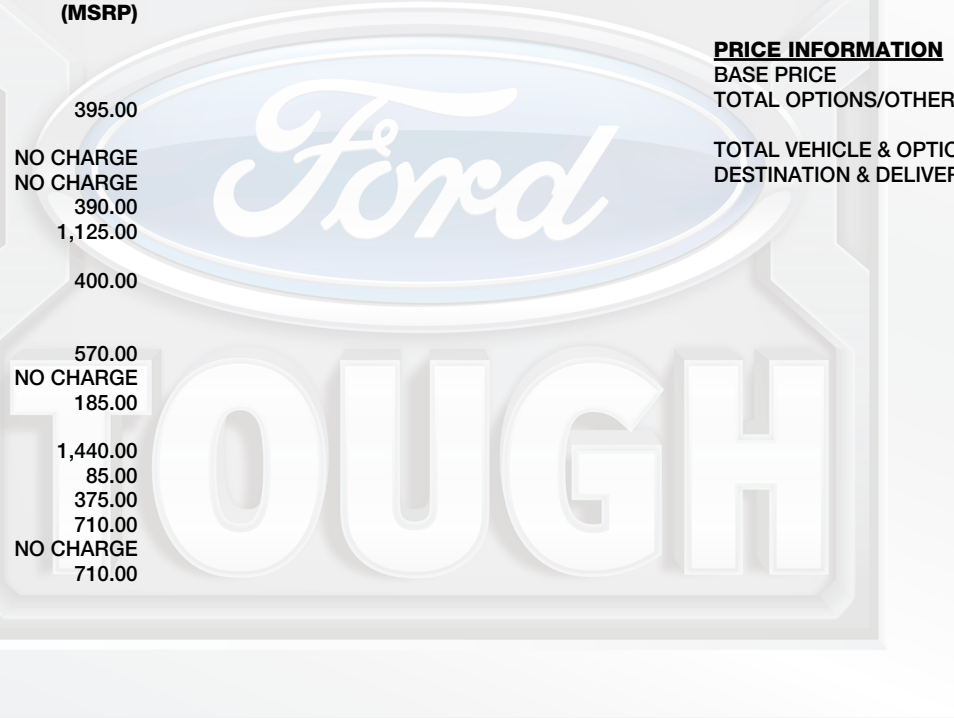 (MSRP)
395.00
NO CHARGE
NO CHARGE
390.00
1,125.00
400.00
570.00
NO CHARGE
185.00
1,440.00
85.00
375.00
710.00
NO CHARGE
710.00
PRICE INFORMATION
BASE PRICE
TOTAL OPTIONS/OTHER
TOTAL VEHICLE & OPTIO
DESTINATION & DELIVER
Ford
TOUGH